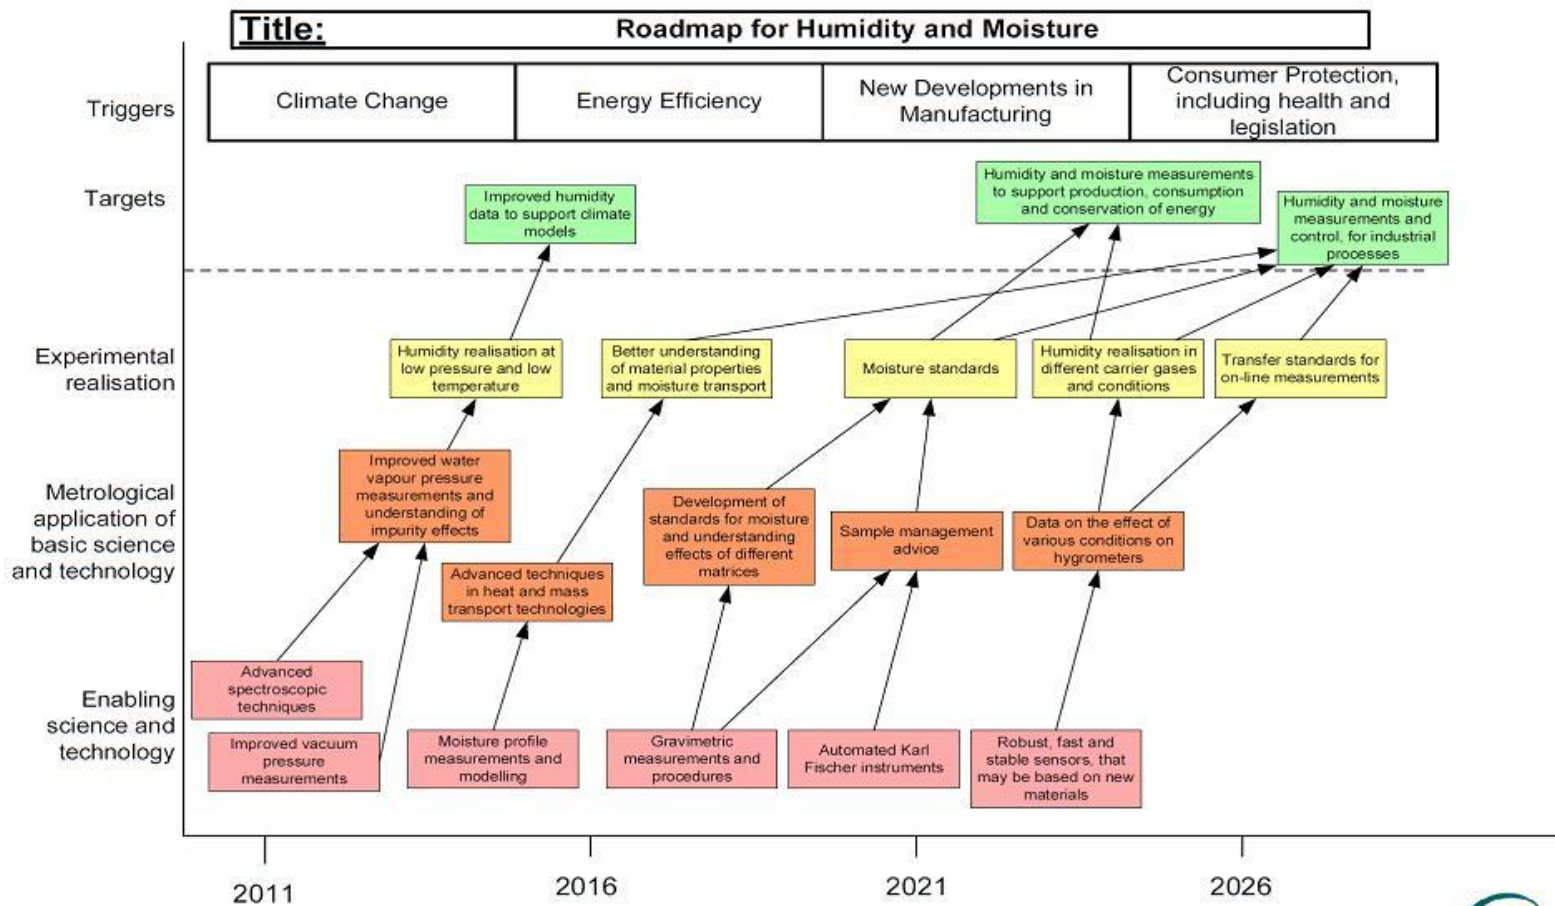 Title: Roadmap for Humidity and Moisture
Triggers
Climate Change
Energy Efficiency
New Developments in
Manufacturing
Consumer Protection,
including health and
legislation
Targets
Improved humidity
data to support climate
models
Humidity and moisture measurements
to support production, consumption
and conservation of energy
Humidity and moisture
measurements and
control, for industrial
processes
Experimental
realisation
Humidity realisation at
low pressure and low
temperature
Better understanding
of material properties
and moisture transport
Moisture standards
Humidity realisation in
different carrier gases
and conditions
Transfer standards for
on-line measurements
Metrological
application of
basic science
and technology
Improved water
vapour pressure
measurements and
understanding of
impurity effects
Advanced techniques
in heat and mass
transport technologies
Development of
standards for moisture
and understanding
effects of different
matrices
Sample management
advice
Data on the effect of
various conditions on
hygrometers
Enabling
science and
technology
Advanced
spectroscopic
techniques
Improved vacuum
pressure
measurements
Moisture profile
measurements and
modelling
Gravimetric
measurements and
procedures
Automated Karl
Fischer instruments
Robust, fast and
stable sensors, that
may be based on new
materials
2011
2016
2021
2026